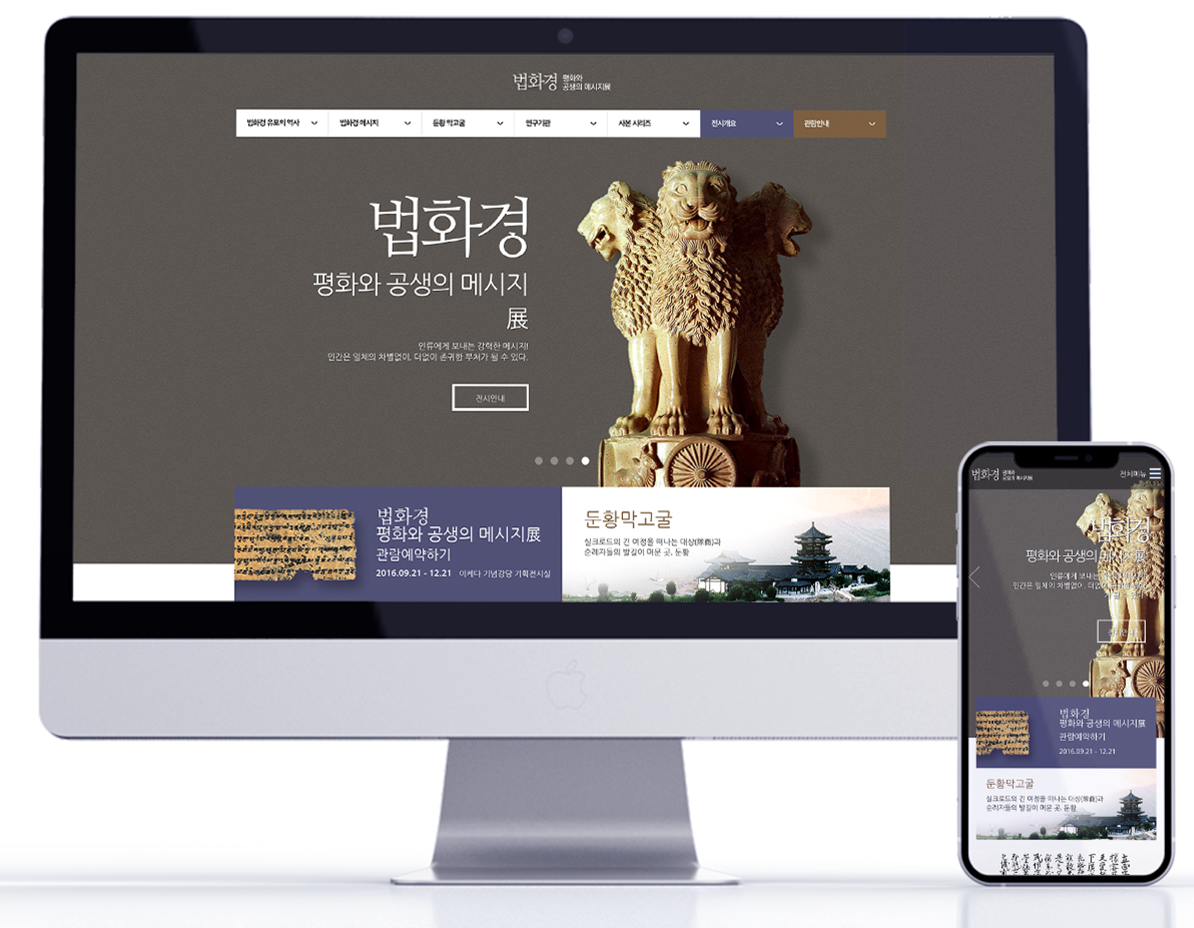 법화경 평화와
공생의 메시지展
법화경 유포의 역사
법화경 메시지
둔황 막고굴
연구기관
사본 시리즈
전시개요
관람안내
법화경
평화와 공생의 메시지
展
인류에게 보내는 강력한 메시지!
인간은 일체의 차별없이, 더없이 존귀한 부처가 될 수 있다.
전시안내
법화경
평화와 공생의 메시지展
관람예약하기
2016.09.21 - 12.21 이케다 기념강당 기획전시실
둔황막고굴
실크로드의 긴 여정을 떠나는 대상(隊商)과
순례자들의 발길이 머문 곳, 둔황
법화경 평화와
공생의 메시지展
전체메뉴
법화경
평화와 공생의 메시지展
인류에게 보내는 강력한 메시지!
인간은 일체의 차별없이, 더없이 존귀한
전시안내
법화경
평화와 공생의 메시지展
관람예약하기
2016.09.21 - 12.21
둔황막고굴
실크로드의 긴 여정을 떠나는 대상(隊商)과
순례자들의 발길이 머문 곳, 둔황